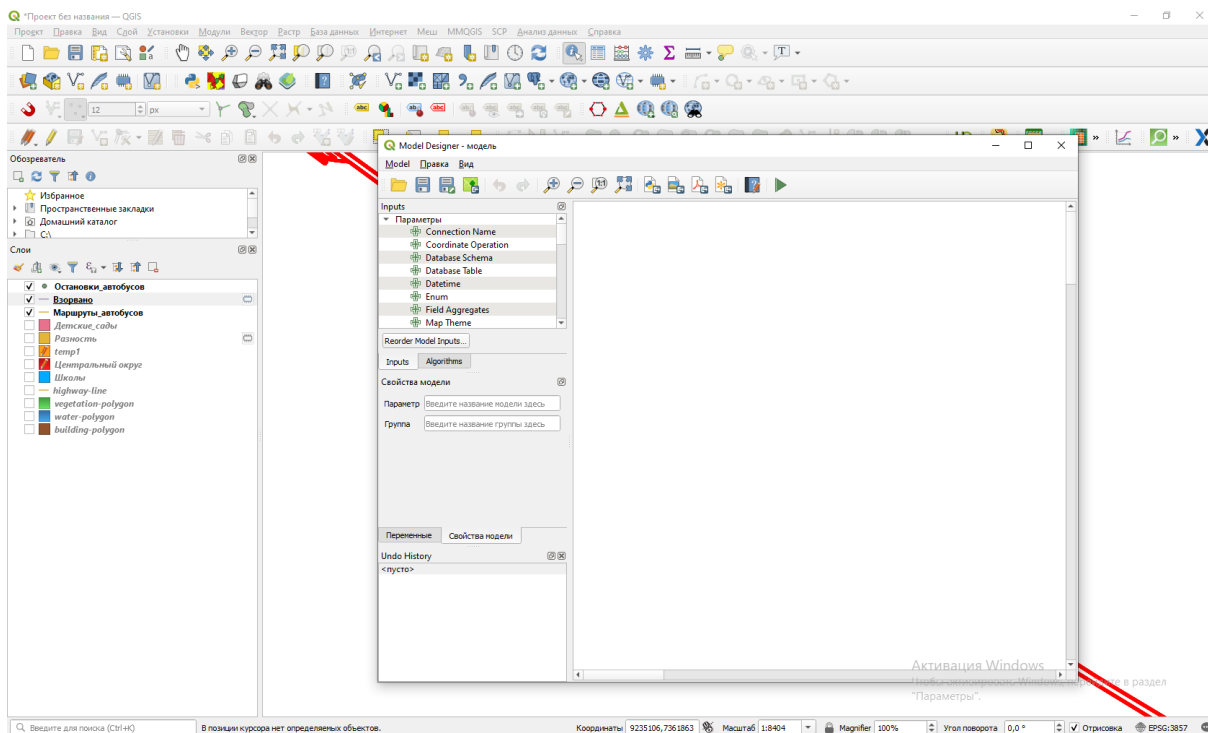 *Проект без названия — QGIS
Проект Правка Вид Слой Установки Модули Вектор Растр Базаданных Интернет Меш MMQGIS SCP Анализ данных Справка
12 px
abc
Обозреватель
Избранное
Пространственные закладки
Домашний каталог
C:\
Слои
Остановки_автобусов
Взорвано
Маршруты_автобусов
Детские_сады
Разность
temp1
Центральный округ
Школы
highway-line
vegetation-polygon
water-polygon
building-polygon
Model Designer - модель
Model Правка Вид
Inputs
Параметры
Connection Name
Coordinate Operation
Database Schema
Database Table
Datetime
Enum
Field Aggregates
Map Theme
Reorder Model Inputs...
Inputs Algorithms
Свойства модели
Параметр Введите название модели здесь
Группа Введите название группы здесь
Переменные Свойства модели
Undo History
<пусто>
Активация Windows
"Параметры".
Введите для поиска (Ctrl+K) В позиции курсора нет определяемых объектов. Координаты 9235106,7361863 Масштаб 1:8404 Magnifier 100% Угол поворота 0,0 ° Отрисовка EPSG:3857